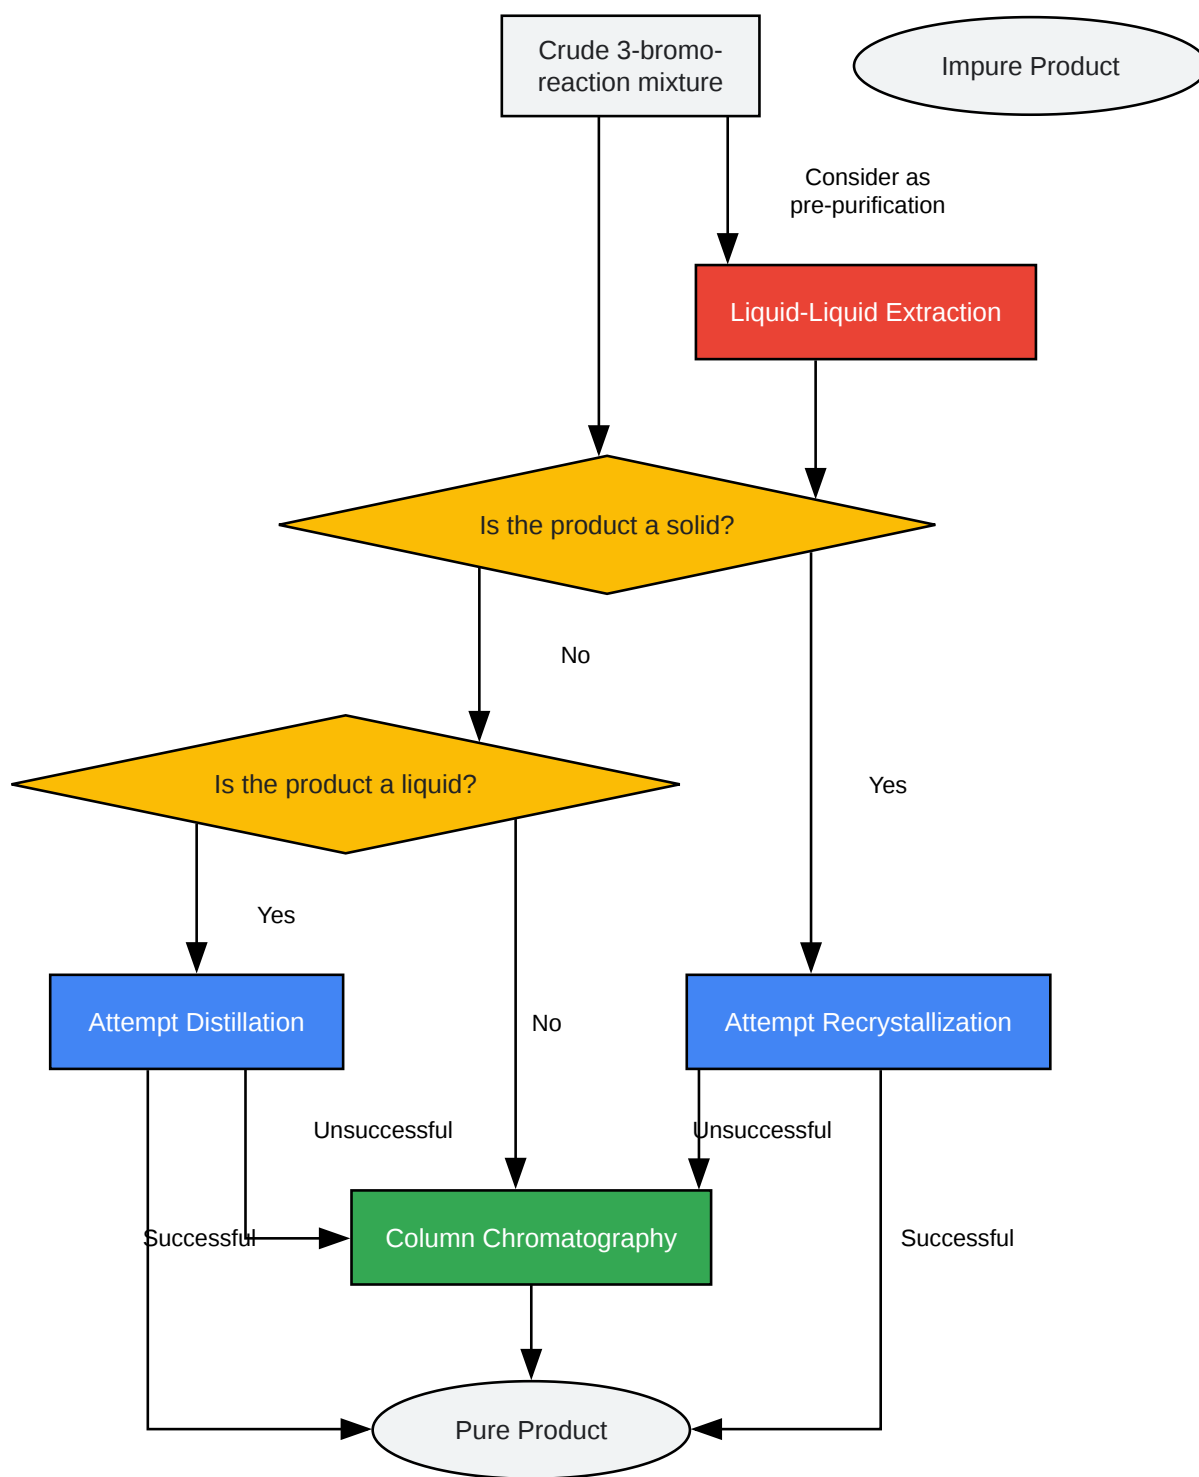 Crude 3-bromo-
reaction mixture
Impure Product
Consider as
pre-purification
Liquid-Liquid Extraction
Is the product a solid?
No
Is the product a liquid?
Yes
Yes
Attempt Distillation
No
Attempt Recrystallization
Unsuccessful
Unsuccessful
Successful
Column Chromatography
Successful
Pure Product